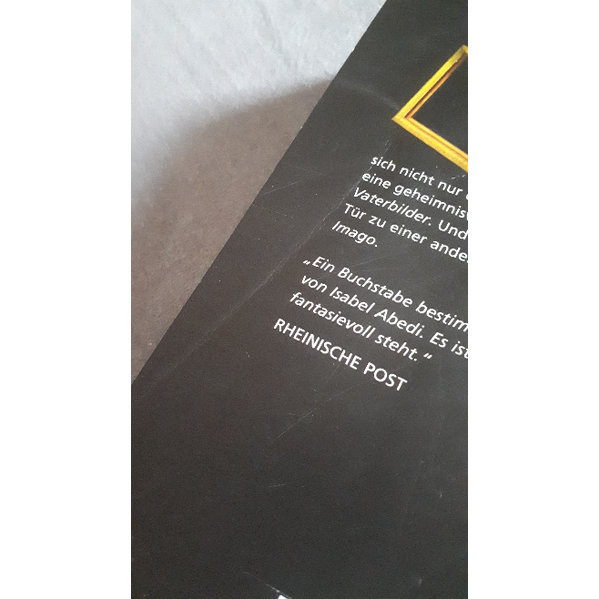 sich nicht nur
eine geheimnis
Vaterbilder. Und
Tür zu einer ande
Imago.
„Ein Buchstabe bestim
von Isabel Abedi. Es ist
fantasievoll steht.“
RHEINISCHE POST